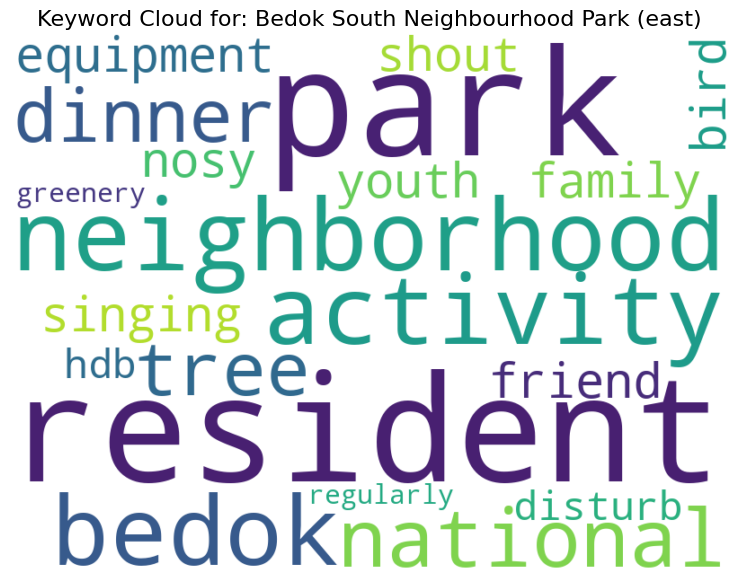 Keyword Cloud for: Bedok South Neighbourhood Park (east)
equipment
shout
bird
dinner
park
nosy
youth
family
greenery
neighborhood
activity
singing
hdb
tree
friend
resident
regularly
disturb
bedok
national